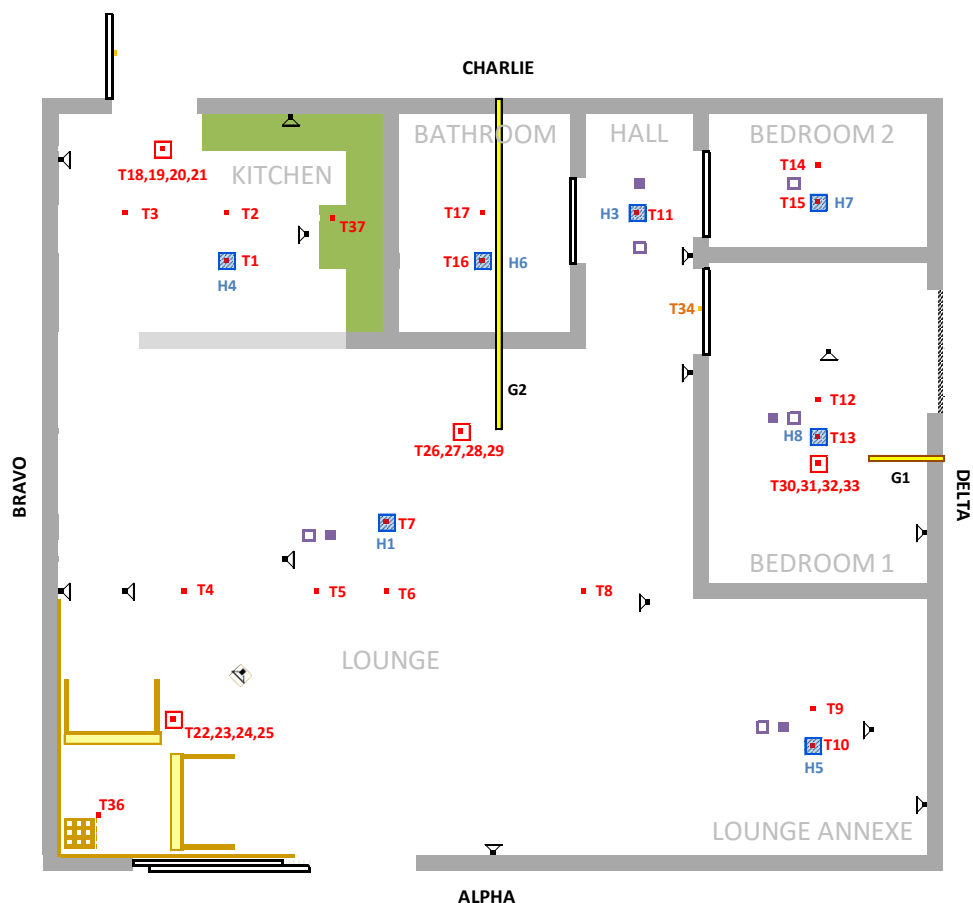 CHARLIE
BATHROOM
HALL
BEDROOM 2
T18,19,20,21
KITCHEN
T14
T3
T2
T37
T17
H3
T11
T15
H7
T1
H4
T16
H6
T34
G2
T12
T26,27,28,29
H8
T13
T30,31,32,33
G1
BRAVO
DELTA
T7
H1
BEDROOM 1
T4
T5
T6
T8
LOUNGE
T9
T22,23,24,25
T10
H5
T36
LOUNGE ANNEXE
ALPHA